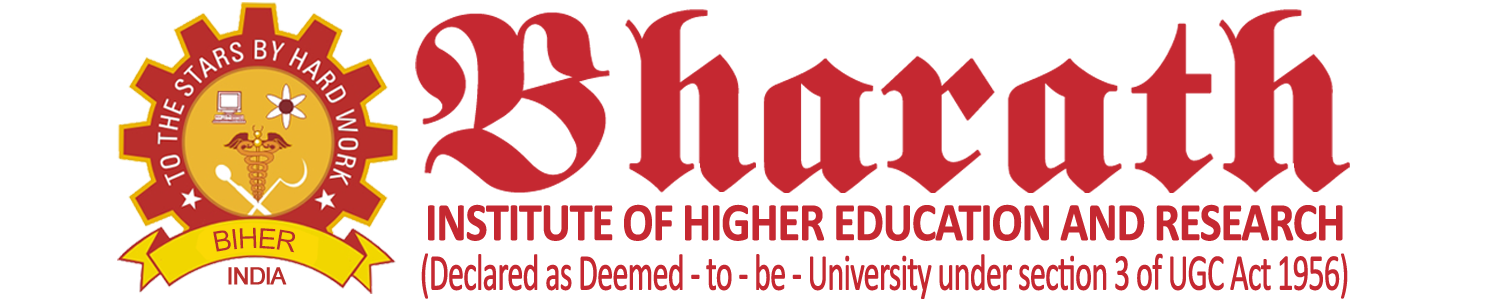 TO THE STARS BY HARD WORK
BIHER
INDIA
Bharath
INSTITUTE OF HIGHER EDUCATION AND RESEARCH
(Declared as Deemed - to - be - University under section 3 of UGC Act 1956)